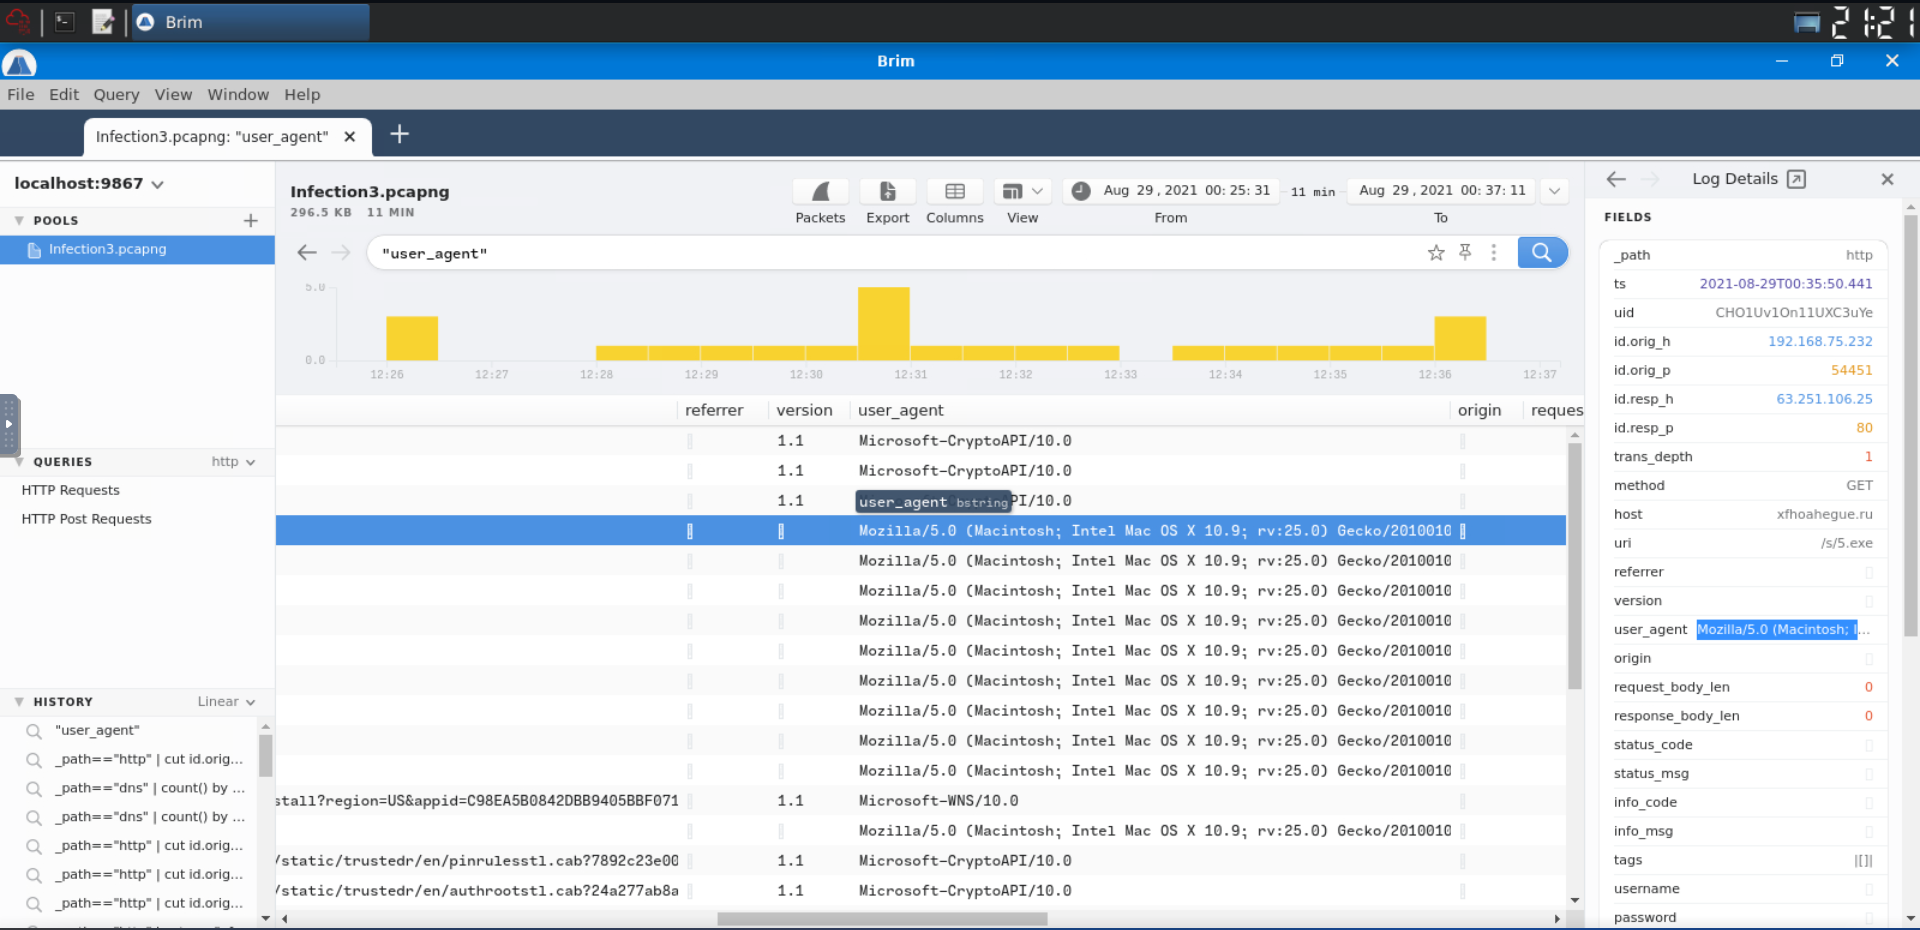 Brim
21:21
Brim
File Edit Query View Window Help
Infection3.pcapng: "user_agent"
localhost:9867
POOLS
Infection3.pcapng
QUERIES http
HTTP Requests
HTTP Post Requests
HISTORY Linear
"user_agent"
_path=="http" | cut id.orig...
_path=="dns" | count() by ...
_path=="dns" | count() by ...
_path=="http" | cut id.orig...
_path=="http" | cut id.orig...
_path=="http" | cut id.orig...
Infection3.pcapng
296.5 KB 11 MIN
Packets
Export
Columns
View
Aug 29, 2021 00:25:31
From
11 min
Aug 29, 2021 00:37:11
To
"user_agent"
5.0
0.0
12:26 12:27 12:28 12:29 12:30 12:31 12:32 12:33 12:34 12:35 12:36 12:37
referrer version user_agent origin reques
1.1 Microsoft-CryptoAPI/10.0
1.1 Microsoft-CryptoAPI/10.0
1.1 user_agent bstring PI/10.0
Mozilla/5.0 (Macintosh; Intel Mac OS X 10.9; rv:25.0) Gecko/2010010
Mozilla/5.0 (Macintosh; Intel Mac OS X 10.9; rv:25.0) Gecko/2010010
Mozilla/5.0 (Macintosh; Intel Mac OS X 10.9; rv:25.0) Gecko/2010010
Mozilla/5.0 (Macintosh; Intel Mac OS X 10.9; rv:25.0) Gecko/2010010
Mozilla/5.0 (Macintosh; Intel Mac OS X 10.9; rv:25.0) Gecko/2010010
Mozilla/5.0 (Macintosh; Intel Mac OS X 10.9; rv:25.0) Gecko/2010010
Mozilla/5.0 (Macintosh; Intel Mac OS X 10.9; rv:25.0) Gecko/2010010
Mozilla/5.0 (Macintosh; Intel Mac OS X 10.9; rv:25.0) Gecko/2010010
Mozilla/5.0 (Macintosh; Intel Mac OS X 10.9; rv:25.0) Gecko/2010010
stall?region=US&appid=C98EA5B0842DBB9405BBF071 1.1 Microsoft-WNS/10.0
Mozilla/5.0 (Macintosh; Intel Mac OS X 10.9; rv:25.0) Gecko/2010010
/static/trustedr/en/pinrulesstl.cab?7892c23e00 1.1 Microsoft-CryptoAPI/10.0
/static/trustedr/en/authrootstl.cab?24a277ab8a 1.1 Microsoft-CryptoAPI/10.0
Log Details
FIELDS
_path http
ts 2021-08-29T00:35:50.441
uid CHO1Uv1On11UXC3uYe
id.orig_h 192.168.75.232
id.orig_p 54451
id.resp_h 63.251.106.25
id.resp_p 80
trans_depth 1
method GET
host xfhoahegue.ru
uri /s/5.exe
referrer
version
user_agent Mozilla/5.0 (Macintosh; I...
origin
request_body_len 0
response_body_len 0
status_code
status_msg
info_code
info_msg
tags |[]|
username
password